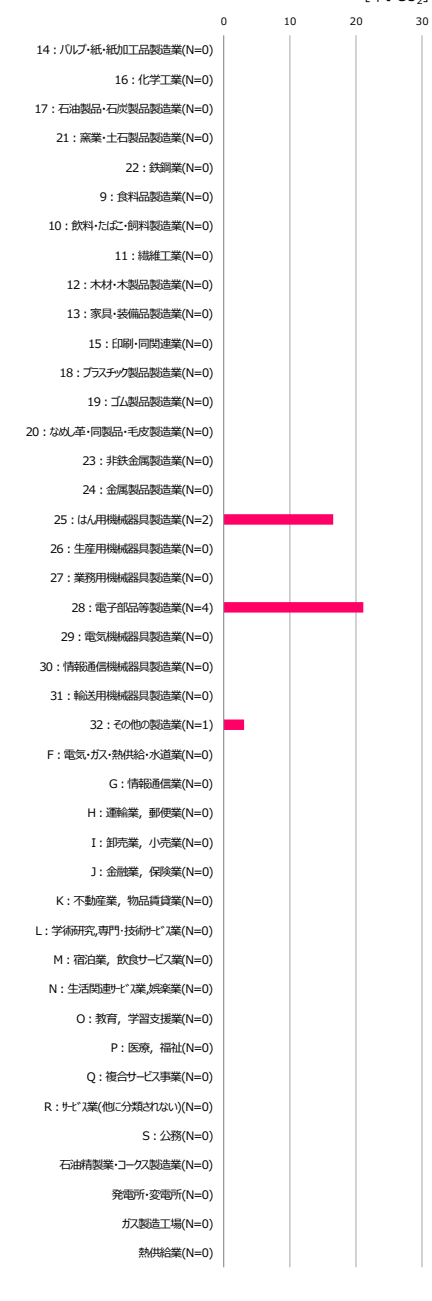 0 10 20 30
14：パルプ・紙・紙加工品製造業(N=0)
16：化学工業(N=0)
17：石油製品・石炭製品製造業(N=0)
21：窯業・土石製品製造業(N=0)
22：鉄鋼業(N=0)
9：食料品製造業(N=0)
10：飲料・たばこ・飼料製造業(N=0)
11：繊維工業(N=0)
12：木材・木製品製造業(N=0)
13：家具・装備品製造業(N=0)
15：印刷・同関連業(N=0)
18：プラスチック製品製造業(N=0)
19：ゴム製品製造業(N=0)
20：なめし革・同製品・毛皮製造業(N=0)
23：非鉄金属製造業(N=0)
24：金属製品製造業(N=0)
25：はん用機械器具製造業(N=2)
26：生産用機械器具製造業(N=0)
27：業務用機械器具製造業(N=0)
28：電子部品等製造業(N=4)
29：電気機械器具製造業(N=0)
30：情報通信機械器具製造業(N=0)
31：輸送用機械器具製造業(N=0)
32：その他の製造業(N=1)
F：電気・ガス・熱供給・水道業(N=0)
G：情報通信業(N=0)
H：運輸業，郵便業(N=0)
I：卸売業，小売業(N=0)
J：金融業，保険業(N=0)
K：不動産業，物品賃貸業(N=0)
L：学術研究,専門・技術ｻｰﾋﾞｽ業(N=0)
M：宿泊業，飲食サービス業(N=0)
N：生活関連ｻｰﾋﾞｽ業,娯楽業(N=0)
O：教育，学習支援業(N=0)
P：医療，福祉(N=0)
Q：複合サービス事業(N=0)
R：ｻｰﾋﾞｽ業(他に分類されない)(N=0)
S：公務(N=0)
石油精製業・コークス製造業(N=0)
発電所・変電所(N=0)
ガス製造工場(N=0)
熱供給業(N=0)